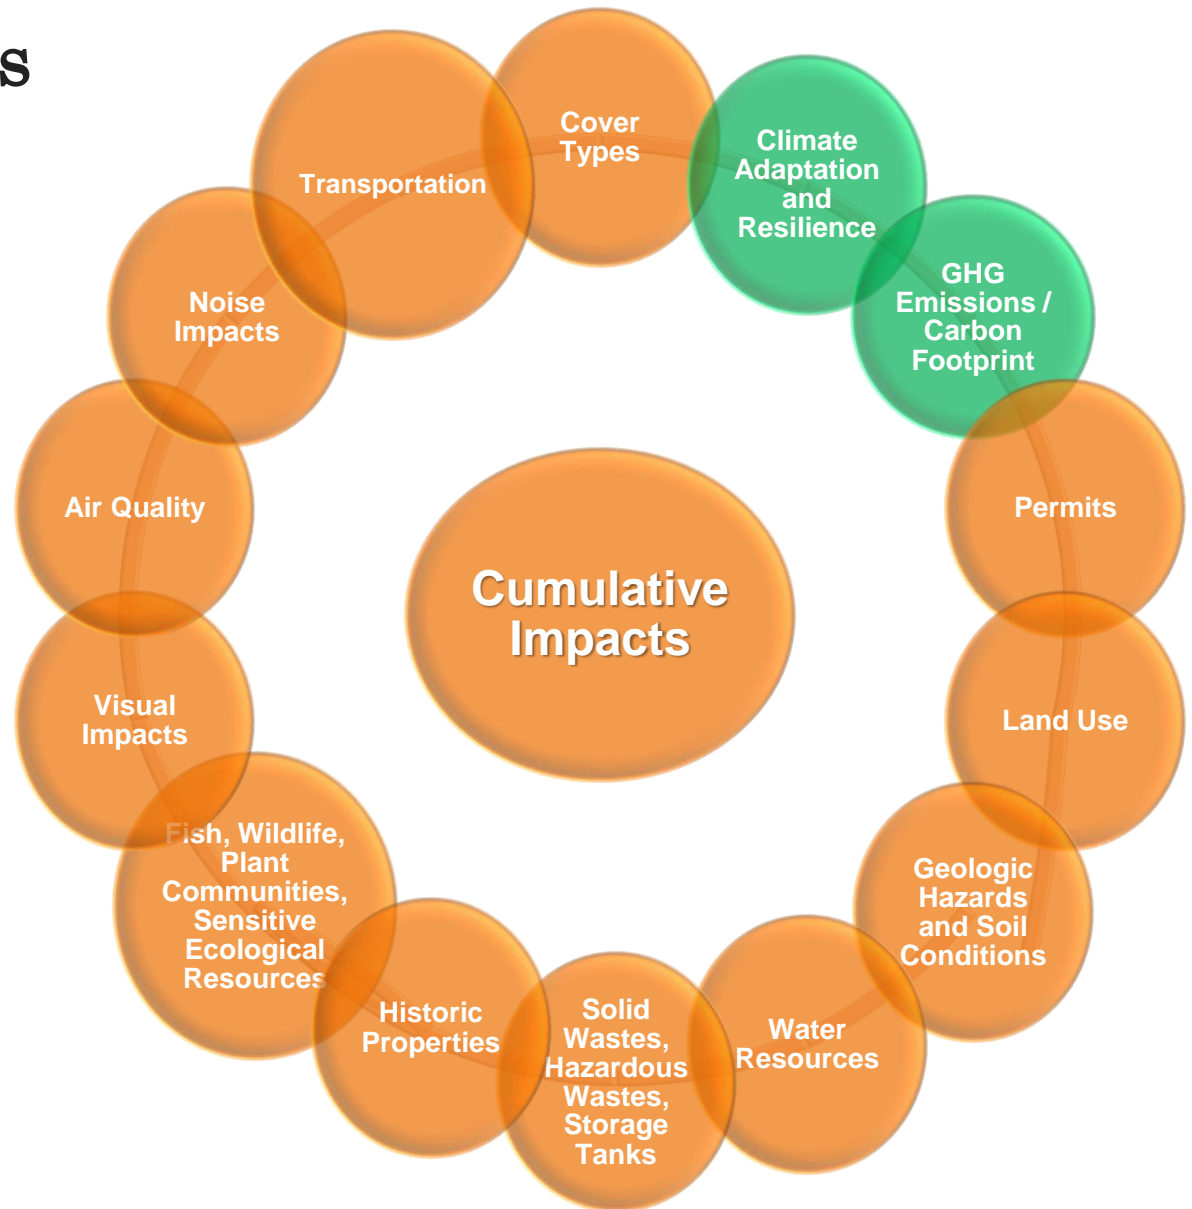 s
Cover
Types
Climate
Adaptation
and
Resilience
GHG
Emissions /
Carbon
Footprint
Permits
Land Use
Geologic
Hazards
and Soil
Conditions
Water
Resources
Solid
Wastes,
Hazardous
Wastes,
Storage
Tanks
Historic
Properties
Fish, Wildlife,
Plant
Communities,
Sensitive
Ecological
Resources
Visual
Impacts
Air Quality
Noise
Impacts
Transportation
Cumulative
Impacts